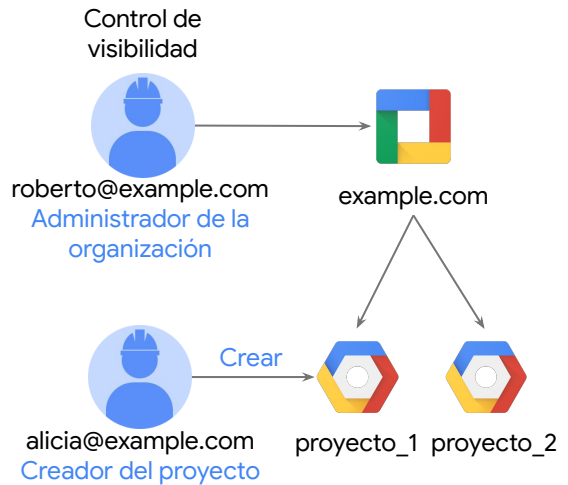 Control de
visibilidad
roberto@example.com
Administrador de la
organización
example.com
Crear
alicia@example.com
Creador del proyecto
proyecto_1
proyecto_2